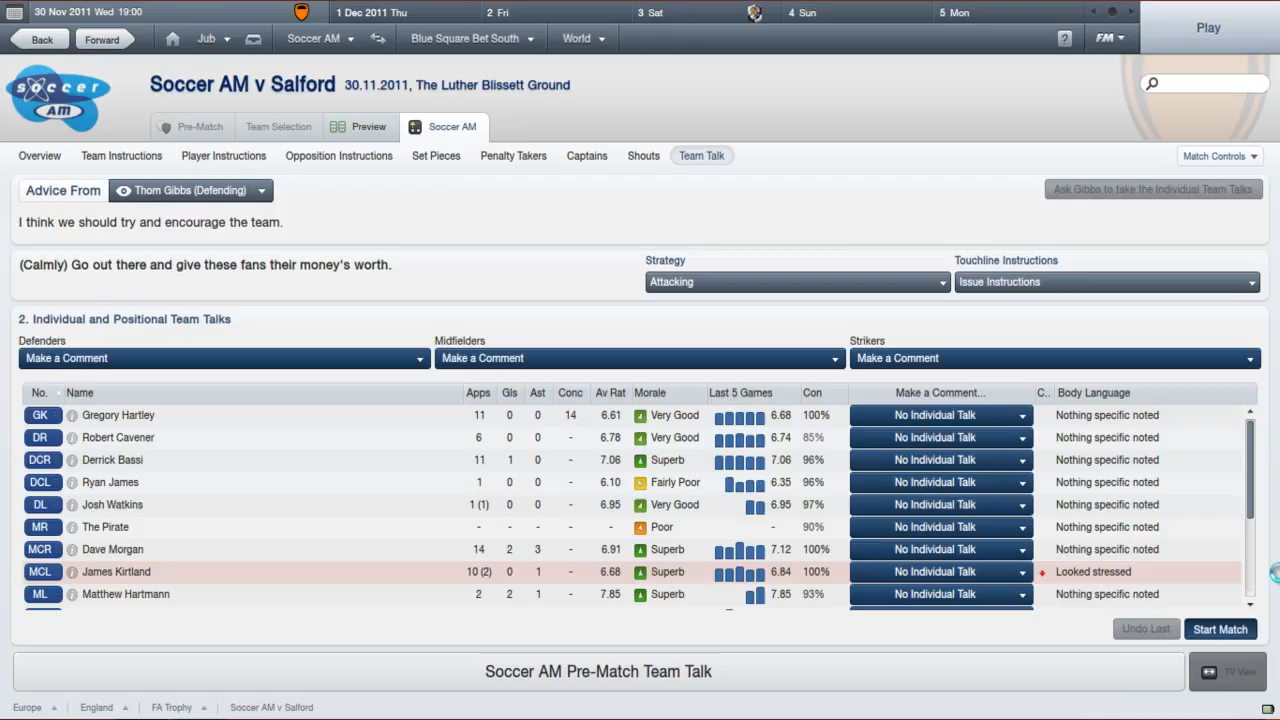 30 NOV 2011 Wed 19:00 1 Dec 2011 Thu 2 Fri 3 Sat 4 Sun 5 Mon
Play
Back Forward Jub Soccer AM Blue Square Bet South World ? FM
soccer AM
Soccer AM v Salford 30.11.2011, The Luther Blissett Ground
Pre-Match Team Selection Preview Soccer AM
Overview Team Instructions Player Instructions Opposition Instructions Set Pieces Penalty Takers Captains Shouts Team Talk Match Controls
Advice From Thom Gibbs (Defending) Ask Gibbs to take the Individual Team Talks
I think we should try and encourage the team.
(Calmly) Go out there and give these fans their money's worth.
Strategy Touchline Instructions
Attacking Issue Instructions
2. Individual and Positional Team Talks
Defenders Midfielders Strikers
Make a Comment Make a Comment Make a Comment
No. Name Apps Gls Ast Conc Av Rat Morale Last 5 Games Con Make a Comment... C.. Body Language
GK Gregory Hartley 11 0 0 14 6.61 Very Good 6.68 100% No Individual Talk Nothing specific noted
DR Robert Cavener 6 0 0 - 6.78 Very Good 6.74 85% No Individual Talk Nothing specific noted
DCR Derrick Bassi 11 1 0 - 7.06 Superb 7.06 96% No Individual Talk Nothing specific noted
DCL Ryan James 1 0 0 - 6.10 Fairly Poor 6.35 96% No Individual Talk Nothing specific noted
DL Josh Watkins 1 (1) 0 0 - 6.95 Very Good 6.95 97% No Individual Talk Nothing specific noted
MR The Pirate - - - - - Poor - 90% No Individual Talk Nothing specific noted
MCR Dave Morgan 14 2 3 - 6.91 Superb 7.12 100% No Individual Talk Nothing specific noted
MCL James Kirtland 10 (2) 0 1 - 6.68 Superb 6.84 100% No Individual Talk Looked stressed
ML Matthew Hartmann 2 2 1 - 7.85 Superb 7.85 93% No Individual Talk Nothing specific noted
Undo Last Start Match
Soccer AM Pre-Match Team Talk TV View
Europe England FA Trophy Soccer AM v Salford